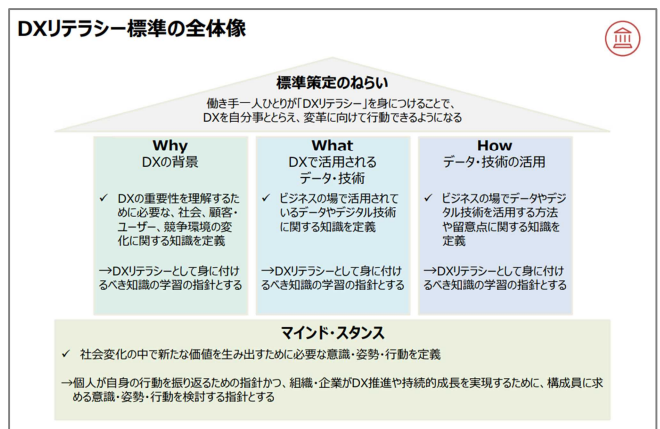 DXリテラシー標準の全体像
標準策定のねらい
働き手一人ひとりが「DXリテラシー」を身につけることで、
DXを自分事ととらえ、変革に向けて行動できるようになる
Why
DXの背景
✓ DXの重要性を理解するた
めに必要な、社会、顧客・
ユーザー、競争環境の変
化に関する知識を定義
→DXリテラシーとして身に付け
るべき知識の学習の指針とする
What
DXで活用される
データ・技術
✓ ビジネスの場で活用されて
いるデータやデジタル技術
に関する知識を定義
→DXリテラシーとして身に付け
るべき知識の学習の指針とする
How
データ・技術の活用
✓ ビジネスの場でデータやデジ
タル技術を活用する方法
や留意点に関する知識を
定義
→DXリテラシーとして身に付け
るべき知識の学習の指針とする
マインド・スタンス
✓ 社会変化の中で新たな価値を生み出すために必要な意識・姿勢・行動を定義
→個人が自身の行動を振り返るための指針かつ、組織・企業がDX推進や持続的成長を実現するために、構成員に求
める意識・姿勢・行動を検討する指針とする